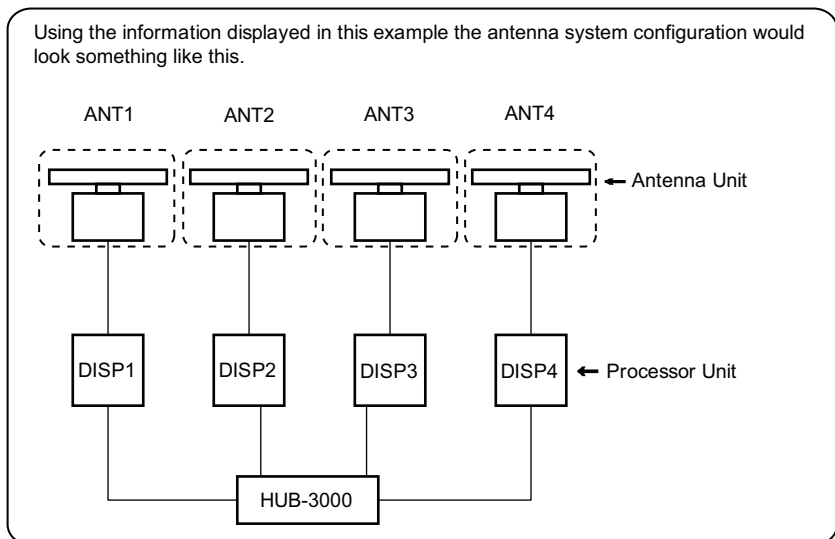 Using the information displayed in this example the antenna system configuration would
look something like this.
ANT1 ANT2 ANT3 ANT4
Antenna Unit
DISP1 DISP2 DISP3 DISP4 Processor Unit
HUB-3000